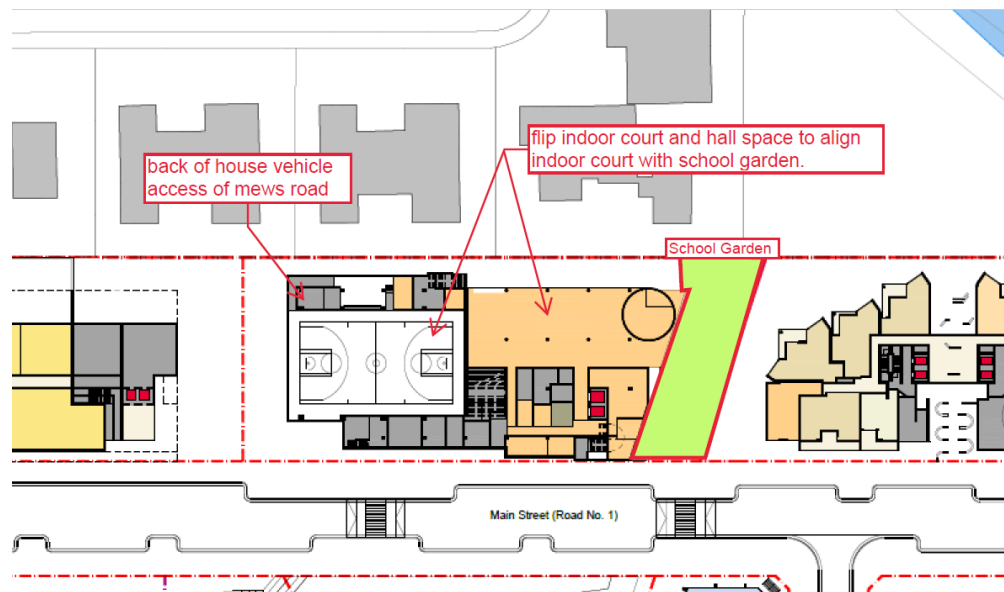 flip indoor court and hall space to align
indoor court with school garden.
back of house vehicle
access of mews road
School Garden
Main Street (Road No. 1)